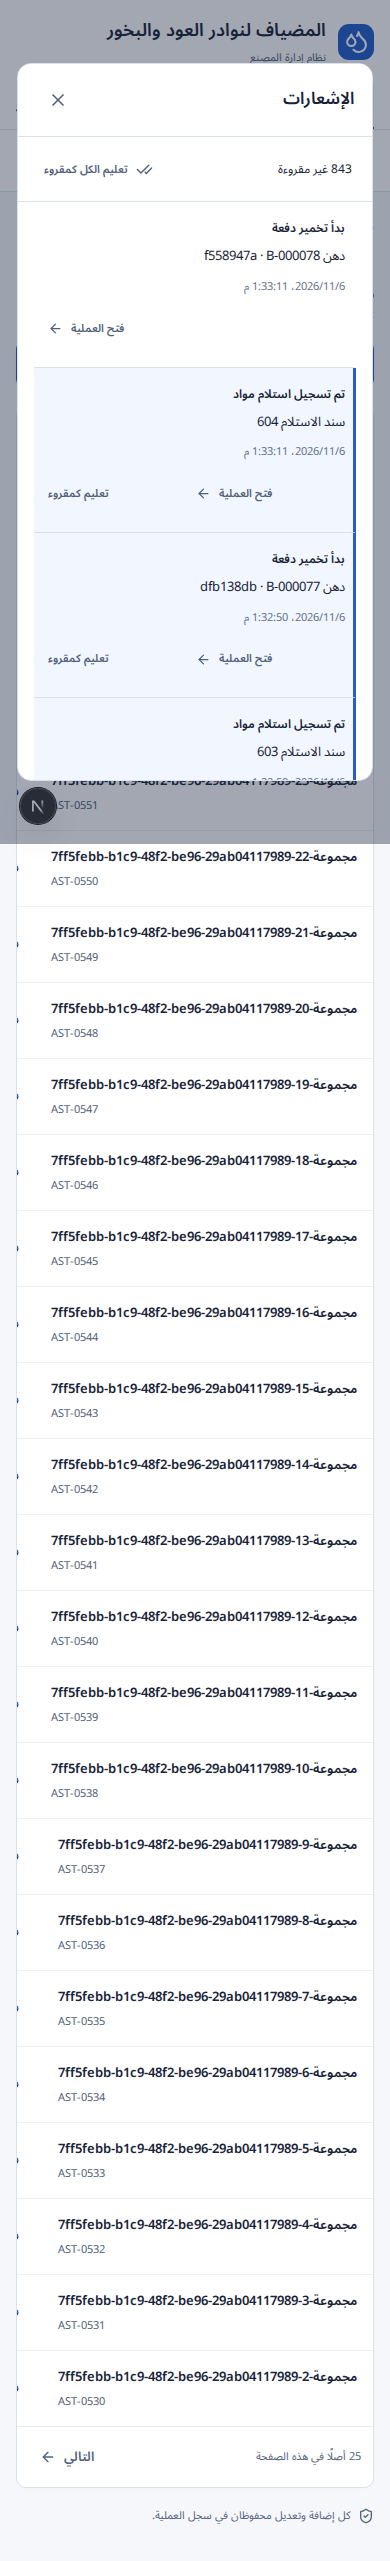 المضياف لنوادر العود والبخور
نظام إدارة المصنع
الإشعارات
843 غير مقروءة
تعليم الكل كمقروء
بدأ تخمير دفعة
دهن f558947a · B-000078
2026/11/6، 1:33:11 م
فتح العملية
تم تسجيل استلام مواد
سند الاستلام 604
2026/11/6، 1:33:11 م
فتح العملية
تعليم كمقروء
بدأ تخمير دفعة
دهن dfb138db · B-000077
2026/11/6، 1:32:50 م
فتح العملية
تعليم كمقروء
تم تسجيل استلام مواد
سند الاستلام 603
AST-0551
مجموعة-22-7ff5febb-b1c9-48f2-be96-29ab04117989
AST-0550
مجموعة-21-7ff5febb-b1c9-48f2-be96-29ab04117989
AST-0549
مجموعة-20-7ff5febb-b1c9-48f2-be96-29ab04117989
AST-0548
مجموعة-19-7ff5febb-b1c9-48f2-be96-29ab04117989
AST-0547
مجموعة-18-7ff5febb-b1c9-48f2-be96-29ab04117989
AST-0546
مجموعة-17-7ff5febb-b1c9-48f2-be96-29ab04117989
AST-0545
مجموعة-16-7ff5febb-b1c9-48f2-be96-29ab04117989
AST-0544
مجموعة-15-7ff5febb-b1c9-48f2-be96-29ab04117989
AST-0543
مجموعة-14-7ff5febb-b1c9-48f2-be96-29ab04117989
AST-0542
مجموعة-13-7ff5febb-b1c9-48f2-be96-29ab04117989
AST-0541
مجموعة-12-7ff5febb-b1c9-48f2-be96-29ab04117989
AST-0540
مجموعة-11-7ff5febb-b1c9-48f2-be96-29ab04117989
AST-0539
مجموعة-10-7ff5febb-b1c9-48f2-be96-29ab04117989
AST-0538
مجموعة-9-7ff5febb-b1c9-48f2-be96-29ab04117989
AST-0537
مجموعة-8-7ff5febb-b1c9-48f2-be96-29ab04117989
AST-0536
مجموعة-7-7ff5febb-b1c9-48f2-be96-29ab04117989
AST-0535
مجموعة-6-7ff5febb-b1c9-48f2-be96-29ab04117989
AST-0534
مجموعة-5-7ff5febb-b1c9-48f2-be96-29ab04117989
AST-0533
مجموعة-4-7ff5febb-b1c9-48f2-be96-29ab04117989
AST-0532
مجموعة-3-7ff5febb-b1c9-48f2-be96-29ab04117989
AST-0531
مجموعة-2-7ff5febb-b1c9-48f2-be96-29ab04117989
AST-0530
25 أصلًا في هذه الصفحة
التالي
كل إضافة وتعديل محفوظان في سجل العملية.